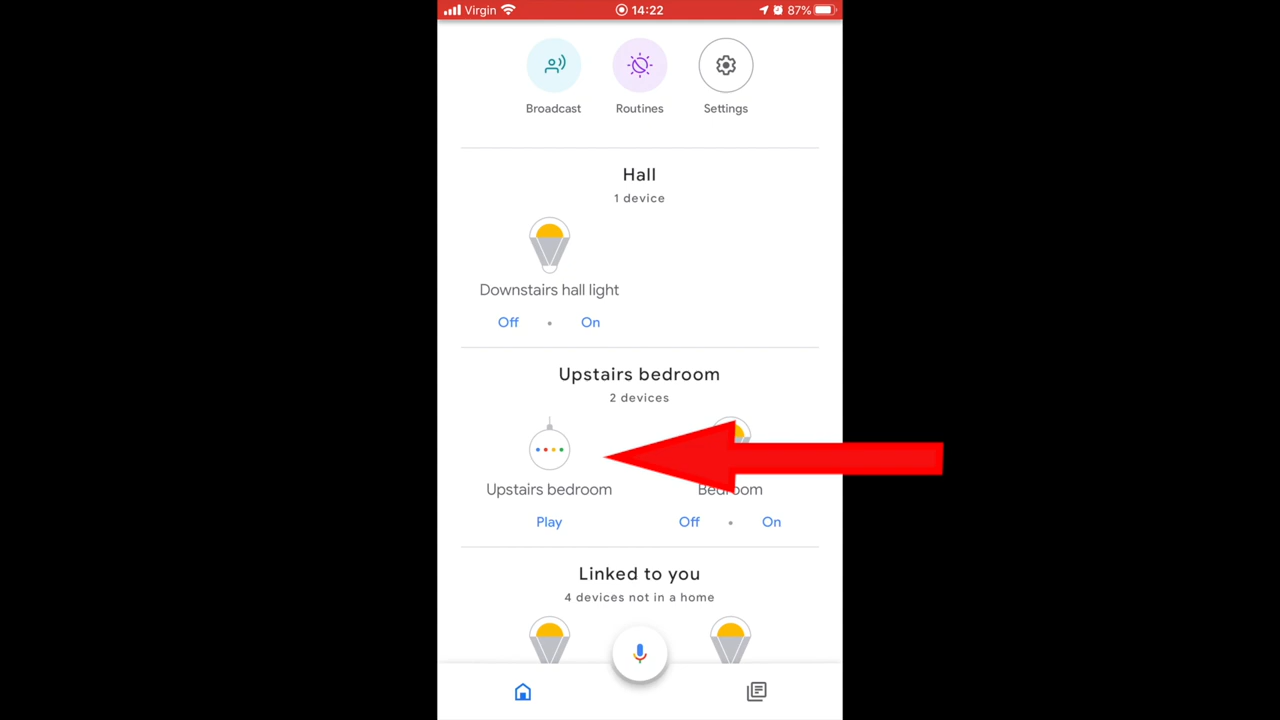 Virgin 14:22 87%
Broadcast Routines Settings
Hall
1 device
Downstairs hall light
Off • On
Upstairs bedroom
2 devices
Upstairs bedroom Bedroom
Play Off • On
Linked to you
4 devices not in a home